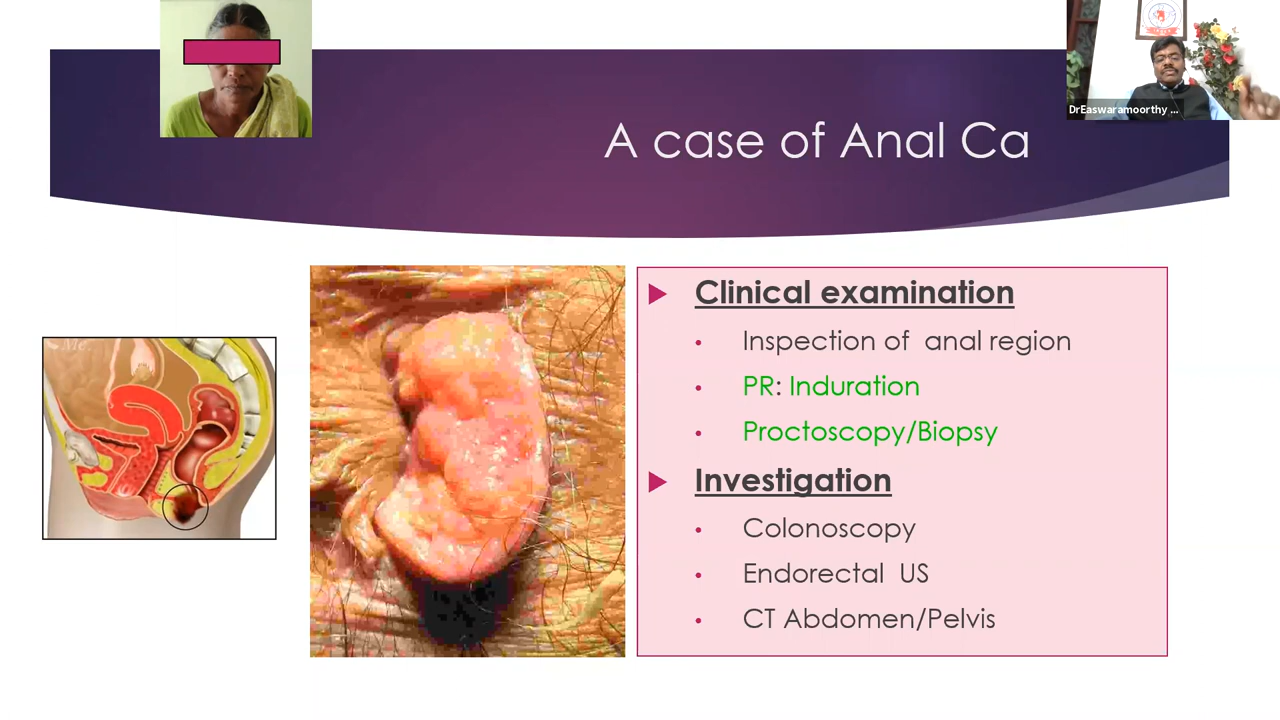 DrEaswaramoorthy ...
A case of Anal Ca
Clinical examination
Inspection of anal region
PR: Induration
Proctoscopy/Biopsy
Investigation
Colonoscopy
Endorectal US
CT Abdomen/Pelvis